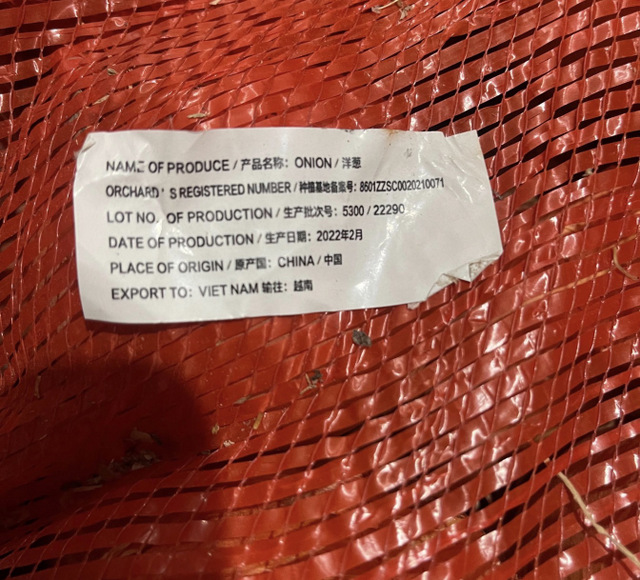 NAME OF PRODUCE / 产品名称：ONION / 洋葱
ORCHARD'S REGISTERED NUMBER / 种植基地备案号：8501ZZSC0020210071
LOT NO. OF PRODUCTION / 生产批次号：5300 / 22290
DATE OF PRODUCTION / 生产日期：2022年2月
PLACE OF ORIGIN / 原产国：CHINA / 中国
EXPORT TO：VIET NAM 输往：越南